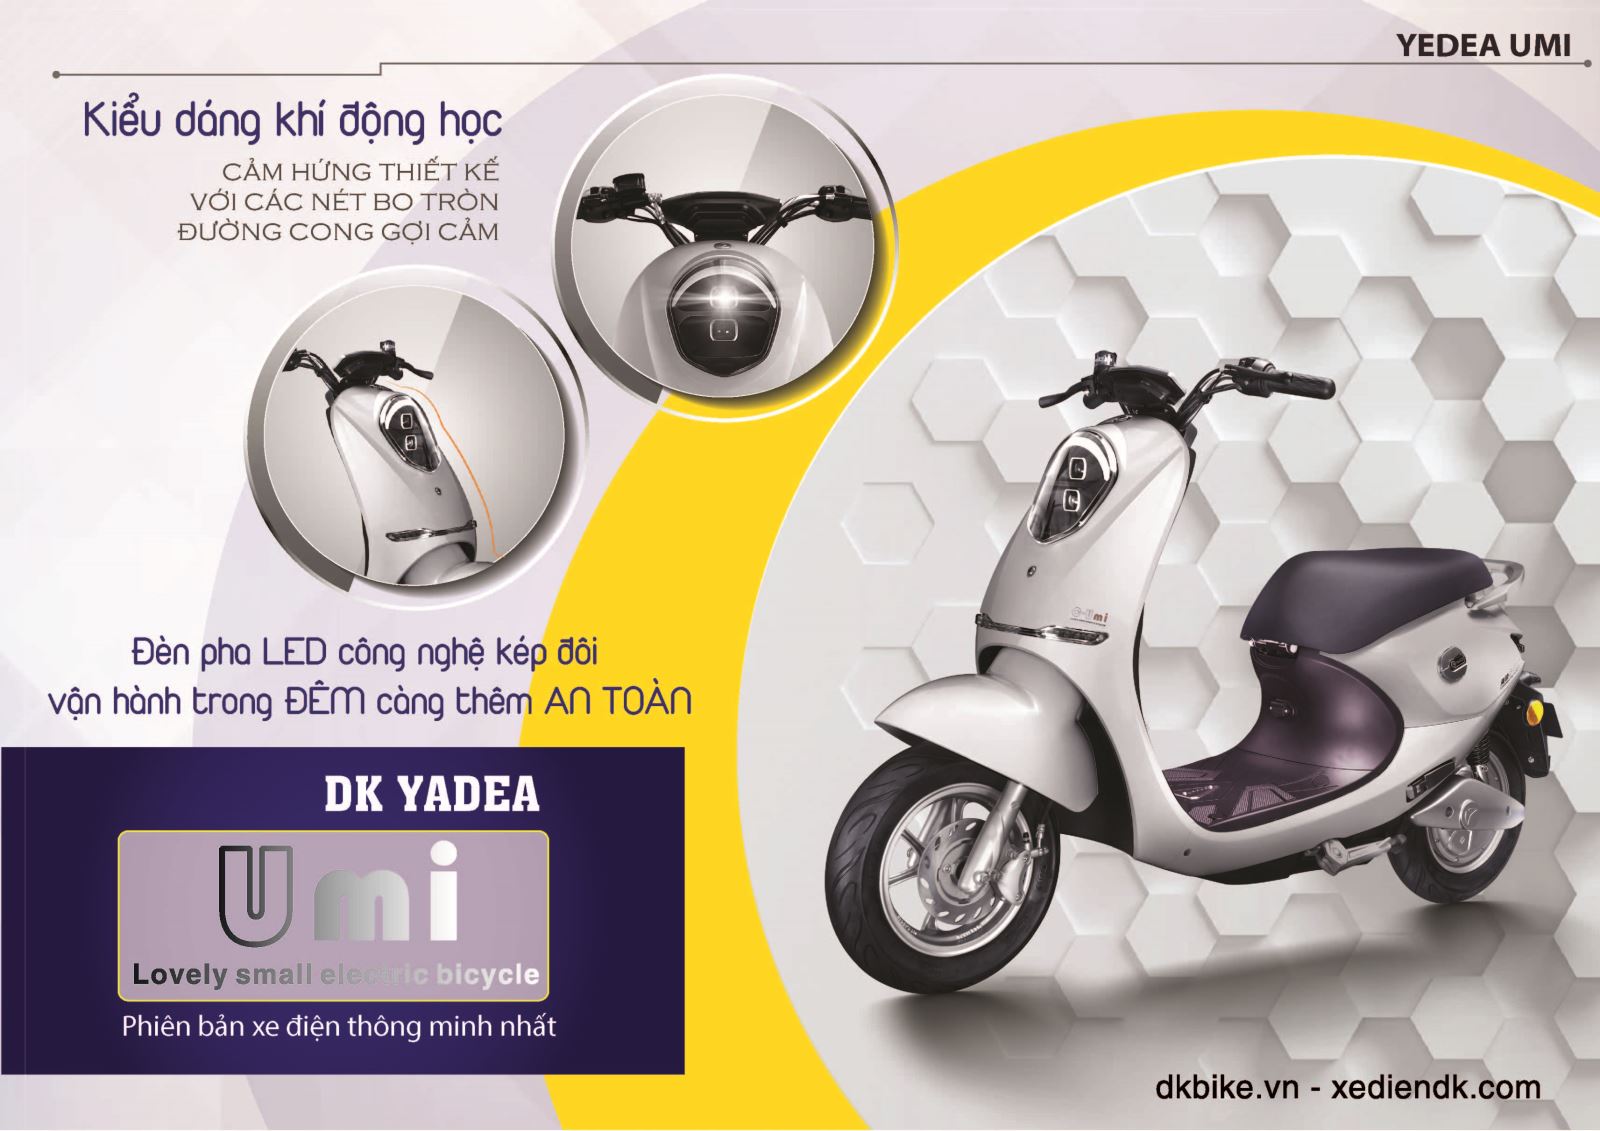 YEDEA UMI
Kiểu dáng khí động học
CẢM HỨNG THIẾT KẾ
VỚI CÁC NÉT BO TRÒN
ĐƯỜNG CONG GỢI CẢM
Đèn pha LED công nghệ kép đôi
vận hành trong ĐÊM càng thêm AN TOÀN
DK YADEA
Umi
Lovely small electric bicycle
Phiên bản xe điện thông minh nhất
e-Umi
dkbike.vn - xediendk.com